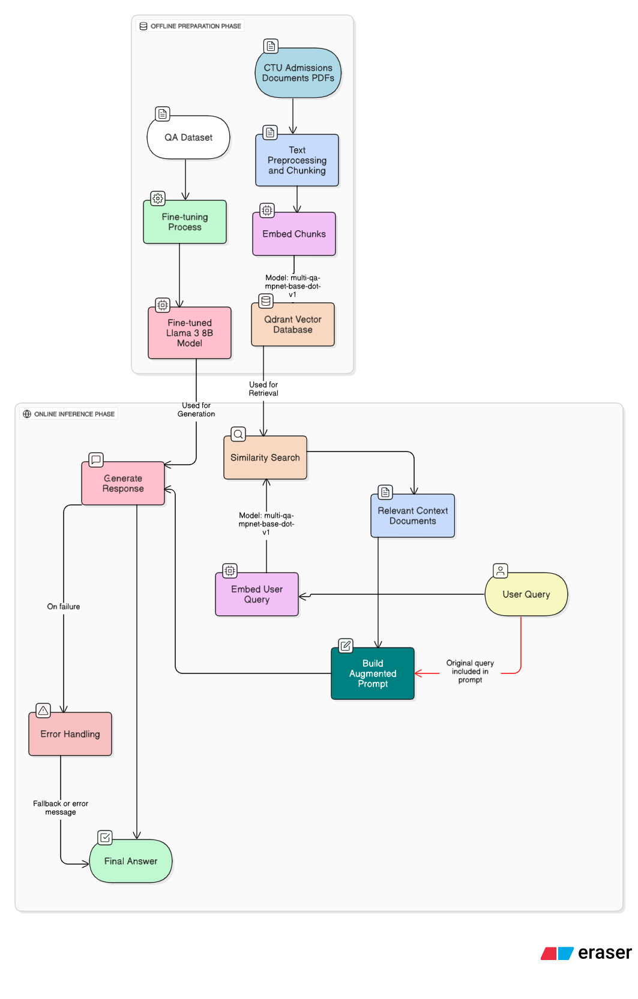 OFFLINE PREPARATION PHASE
CTU Admissions
Documents PDFs
QA Dataset
Text
Preprocessing
and Chunking
Fine-tuning
Process
Embed Chunks
Model: multi-qa-
mpnet-base-dot-
v1
Fine-tuned
Llama 3 8B
Model
Qdrant Vector
Database
Used for
Retrieval
Used for
Generation
ONLINE INFERENCE PHASE
Similarity Search
Generate
Response
Relevant Context
Documents
Model: multi-qa-
mpnet-base-dot-
v1
Embed User
Query
User Query
On failure
Build
Augmented
Prompt
Original query
included in
prompt
Error Handling
Fallback or error
message
Final Answer
eraser